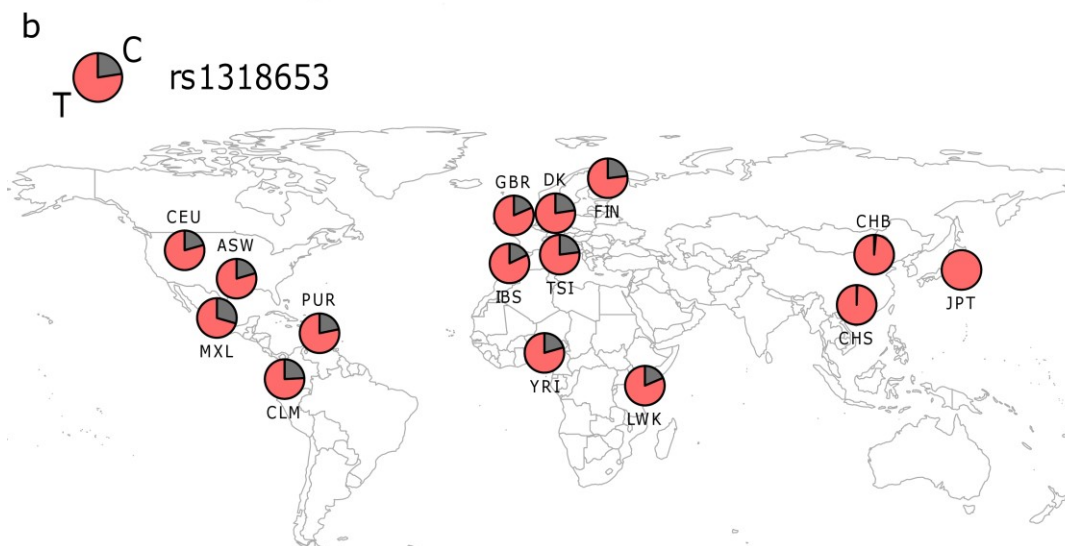 b
C
T
rs1318653
GBR
DK
FIN
CEU
ASW
CHB
IBS
TSI
JPT
PUR
CHS
MXL
YRI
CLM
LWK